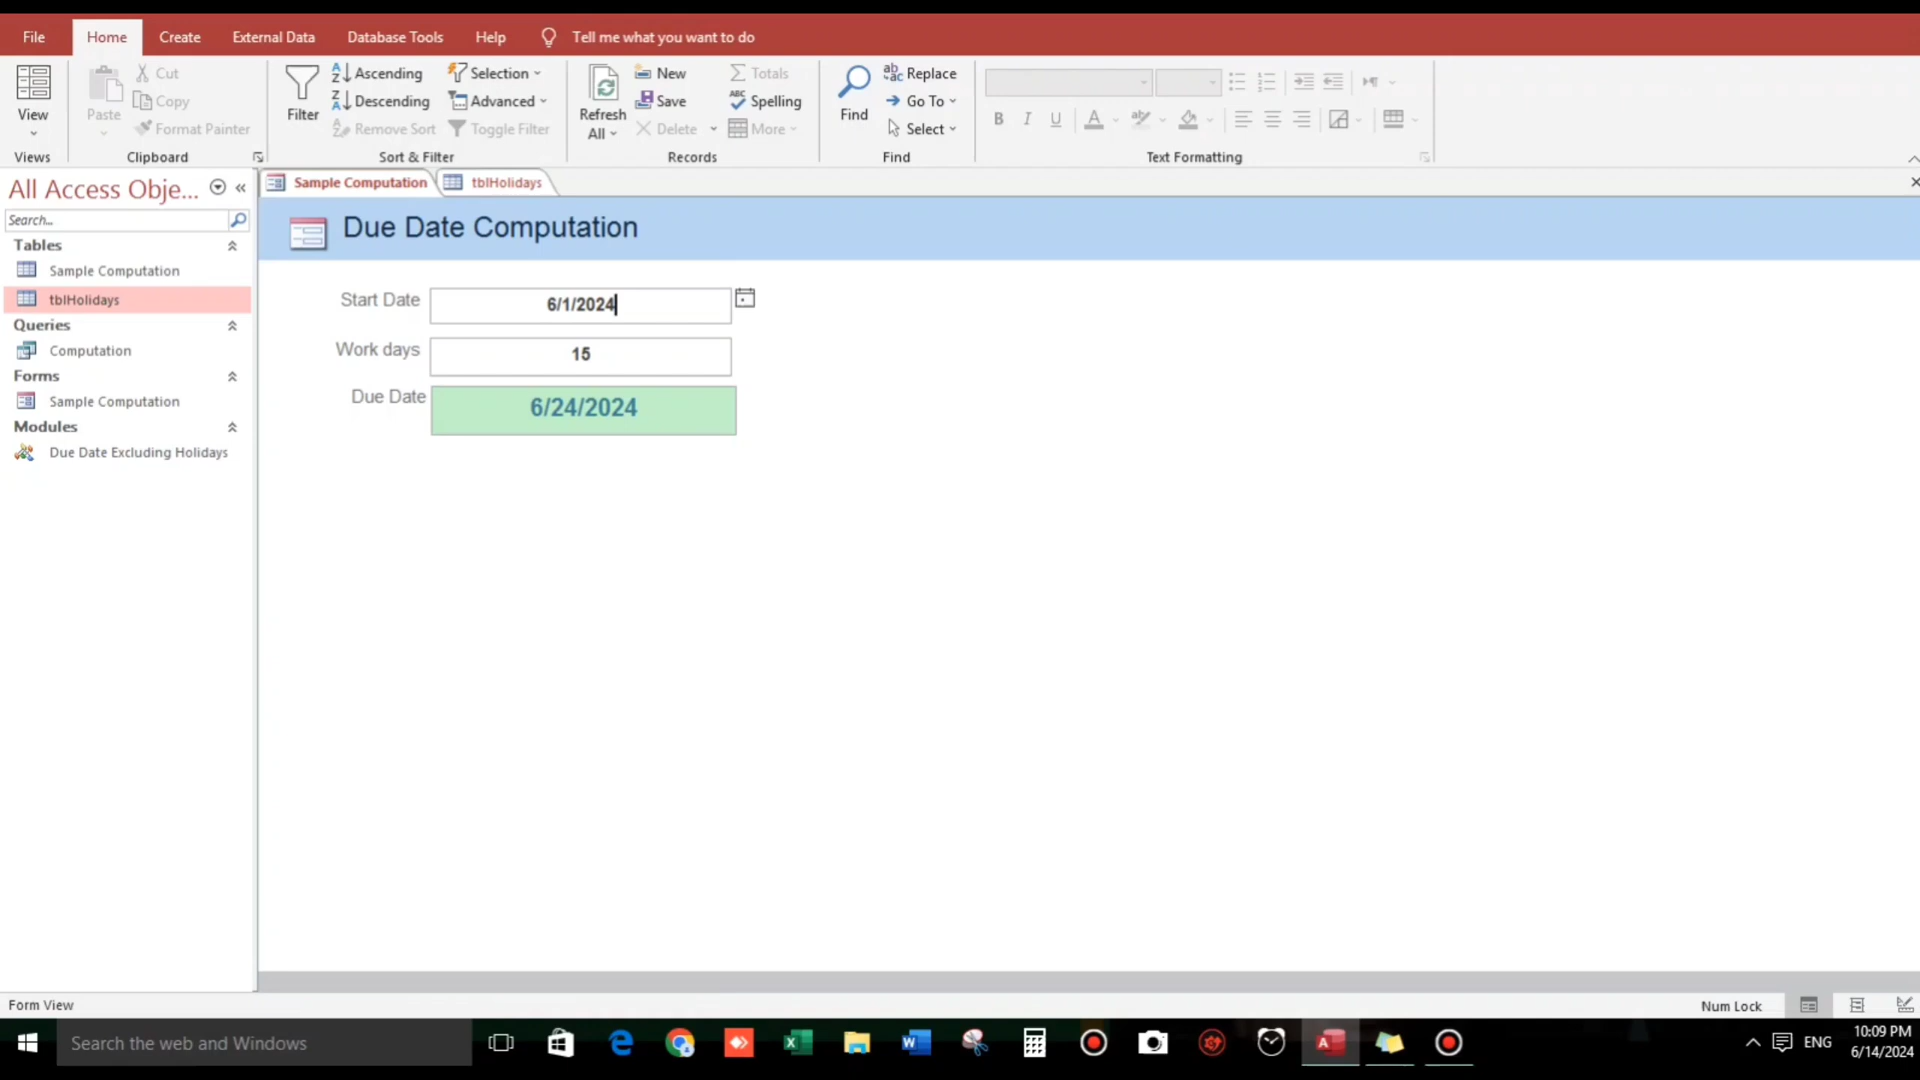 File Home Create External Data Database Tools Help Tell me what you want to do
View Paste Cut Copy Format Painter Filter Ascending Descending Remove Sort Selection Advanced Toggle Filter Refresh All New Save Delete Totals Spelling More Find Replace Go To Select B I U A
Views Clipboard Sort & Filter Records Find Text Formatting
All Access Obje... Sample Computation tblHolidays
Search...
Due Date Computation
Tables
Sample Computation
tblHolidays
Queries
Computation
Forms
Sample Computation
Modules
Due Date Excluding Holidays
Start Date 6/1/2024
Work days 15
Due Date 6/24/2024
Form View Num Lock
Search the web and Windows ENG 10:09 PM
6/14/2024